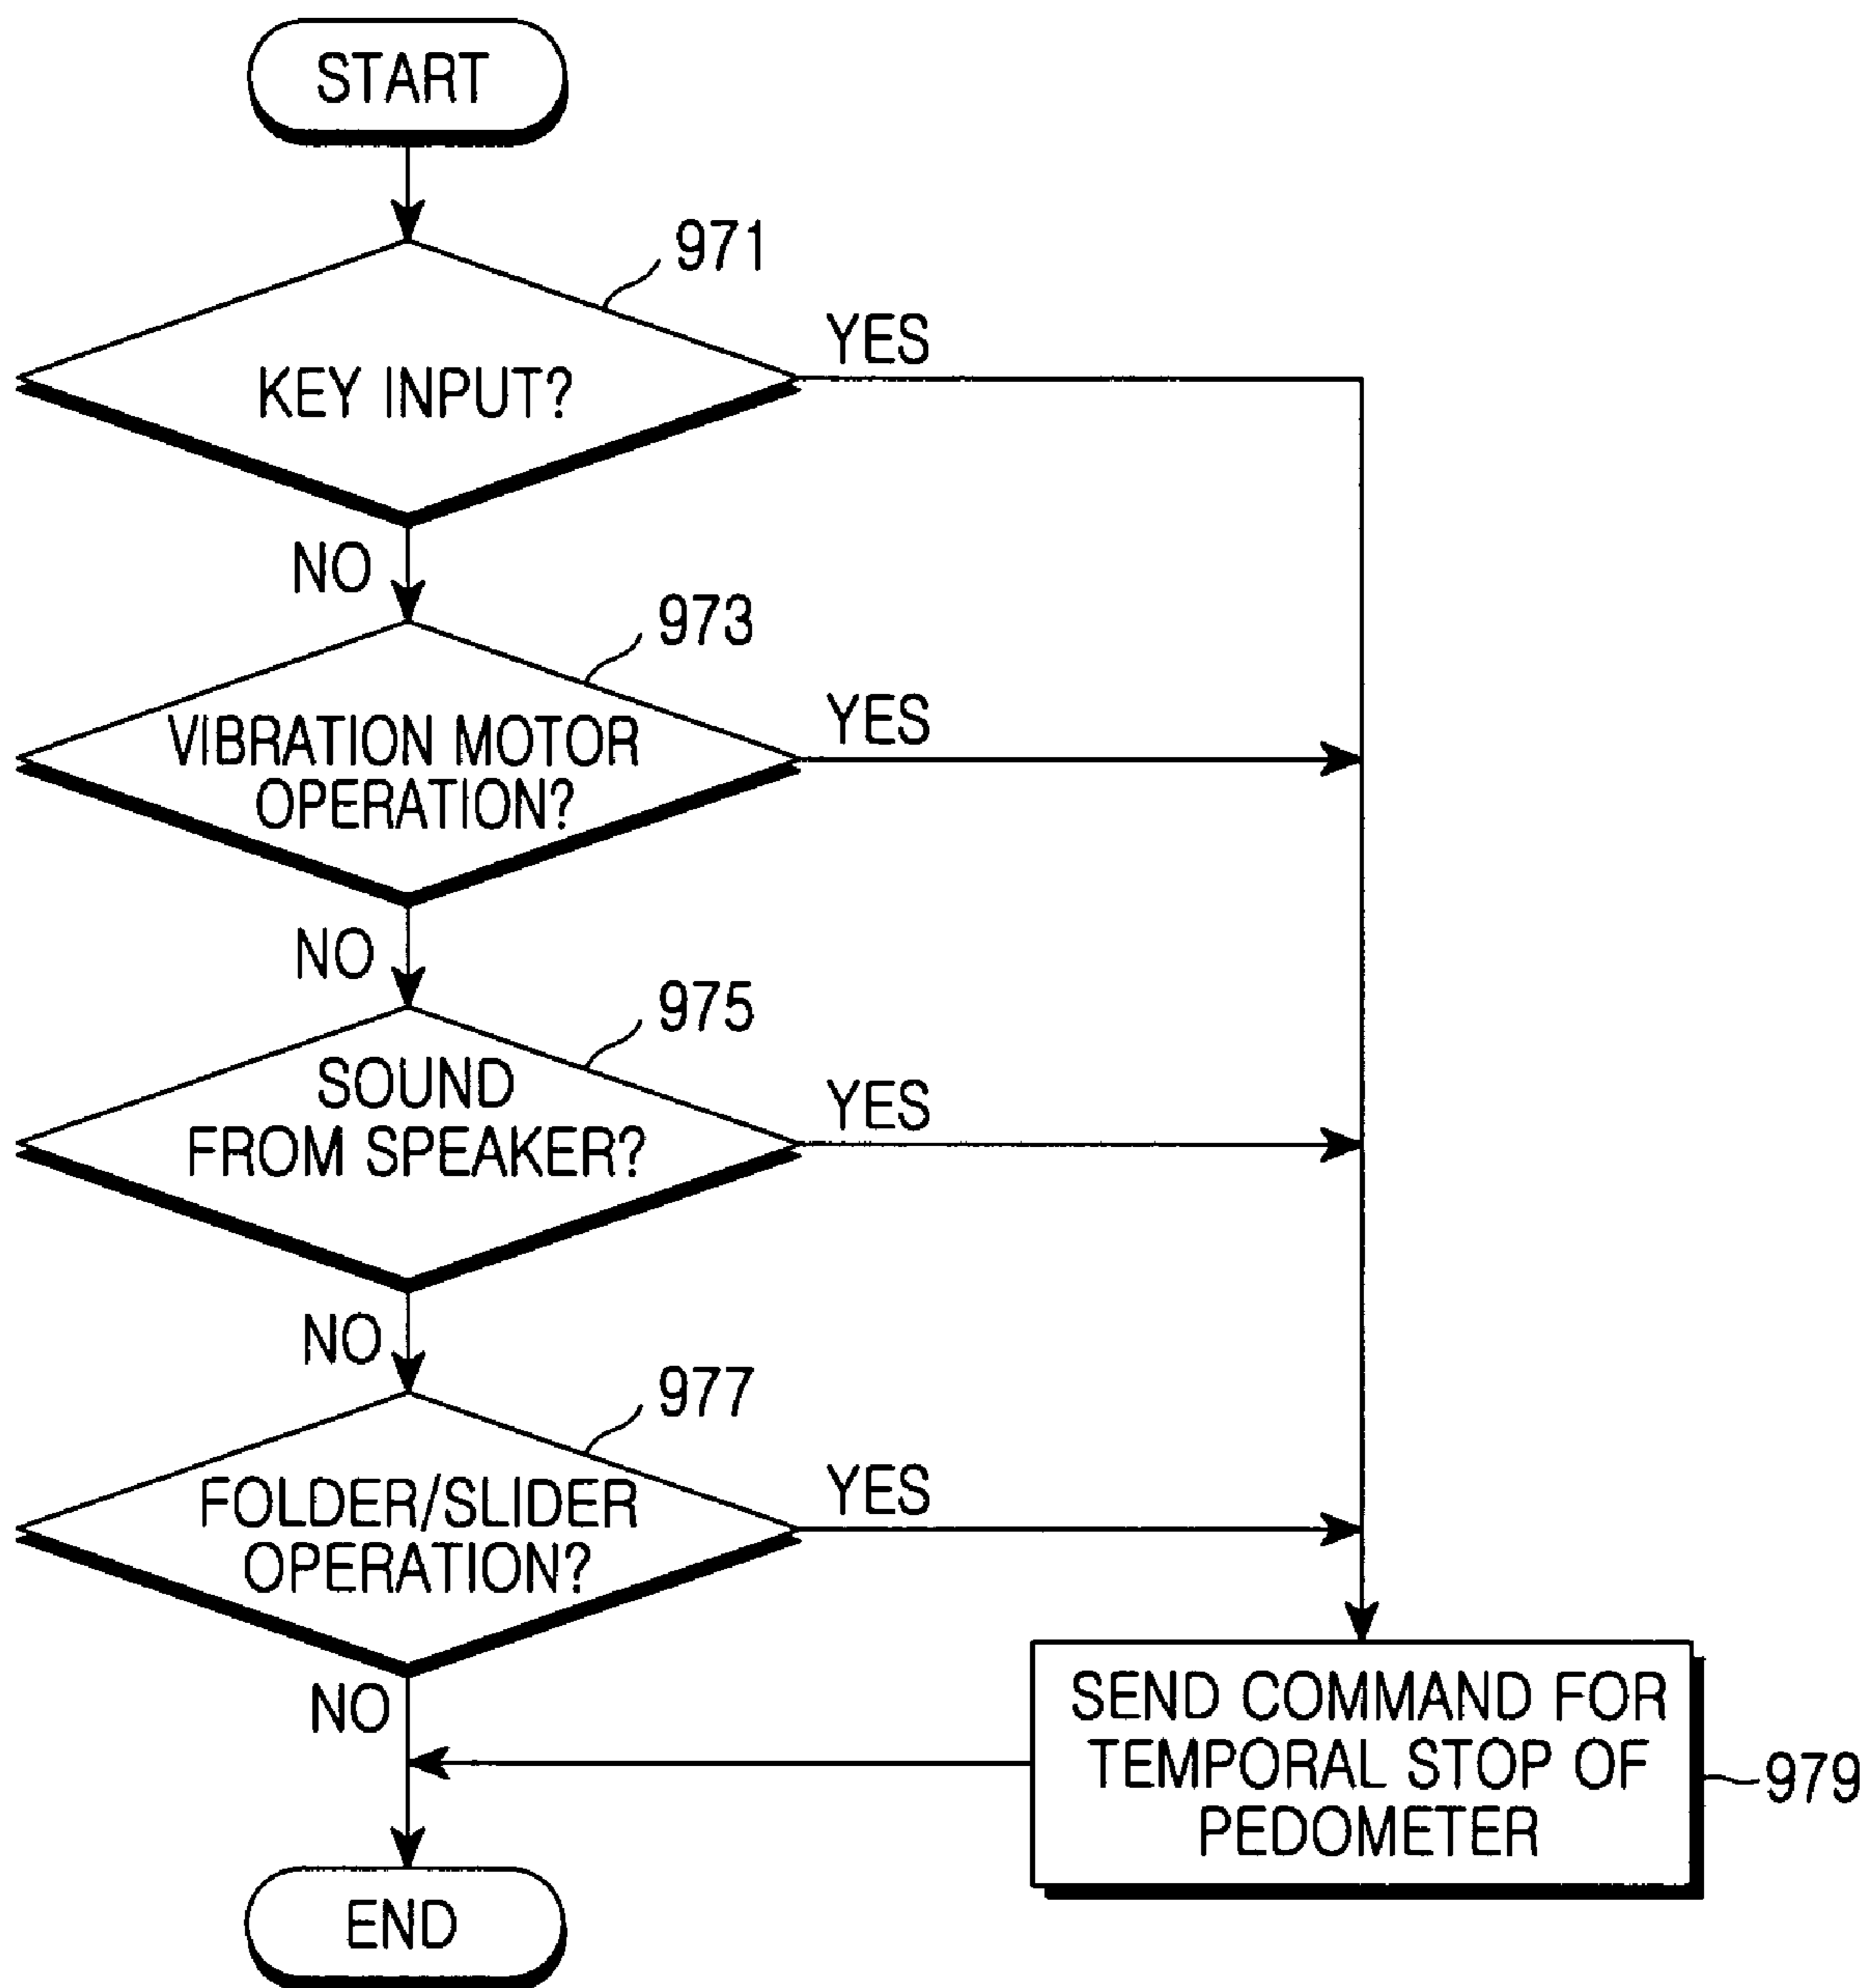 START
971
KEY INPUT?
YES
NO
973
VIBRATION MOTOR
OPERATION?
YES
NO
975
SOUND
FROM SPEAKER?
YES
NO
977
FOLDER/SLIDER
OPERATION?
YES
NO
SEND COMMAND FOR
TEMPORAL STOP OF
PEDOMETER
979
END